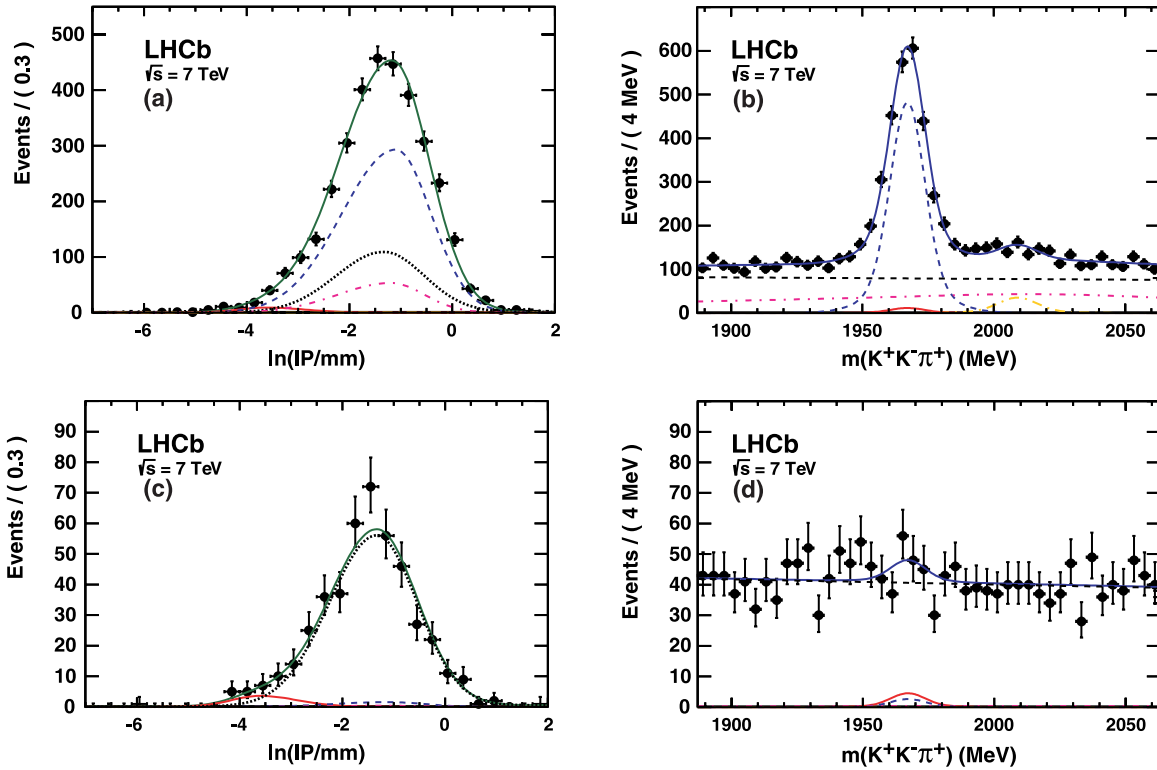 500
400
300
200
100
0
Events / ( 0.3 )
LHCb
√s = 7 TeV
(a)
-6 -4 -2 0 2
ln(IP/mm)
600
500
400
300
200
100
0
Events / ( 4 MeV )
LHCb
√s = 7 TeV
(b)
1900 1950 2000 2050
m(K⁺K⁻π⁺) (MeV)
90
80
70
60
50
40
30
20
10
0
Events / ( 0.3 )
LHCb
√s = 7 TeV
(c)
-6 -4 -2 0 2
ln(IP/mm)
90
80
70
60
50
40
30
20
10
0
Events / ( 4 MeV )
LHCb
√s = 7 TeV
(d)
1900 1950 2000 2050
m(K⁺K⁻π⁺) (MeV)